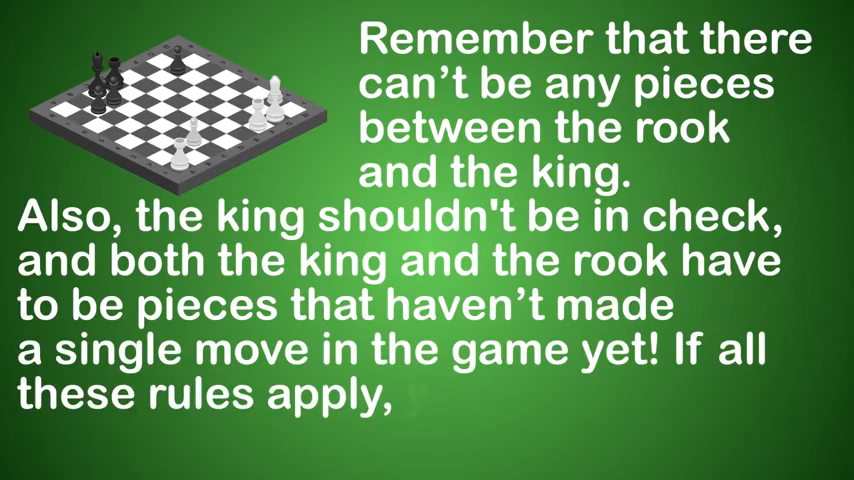 Remember that there
can’t be any pieces
between the rook
and the king.
Also, the king shouldn't be in check,
and both the king and the rook have
to be pieces that haven’t made
a single move in the game yet! If all
these rules apply,